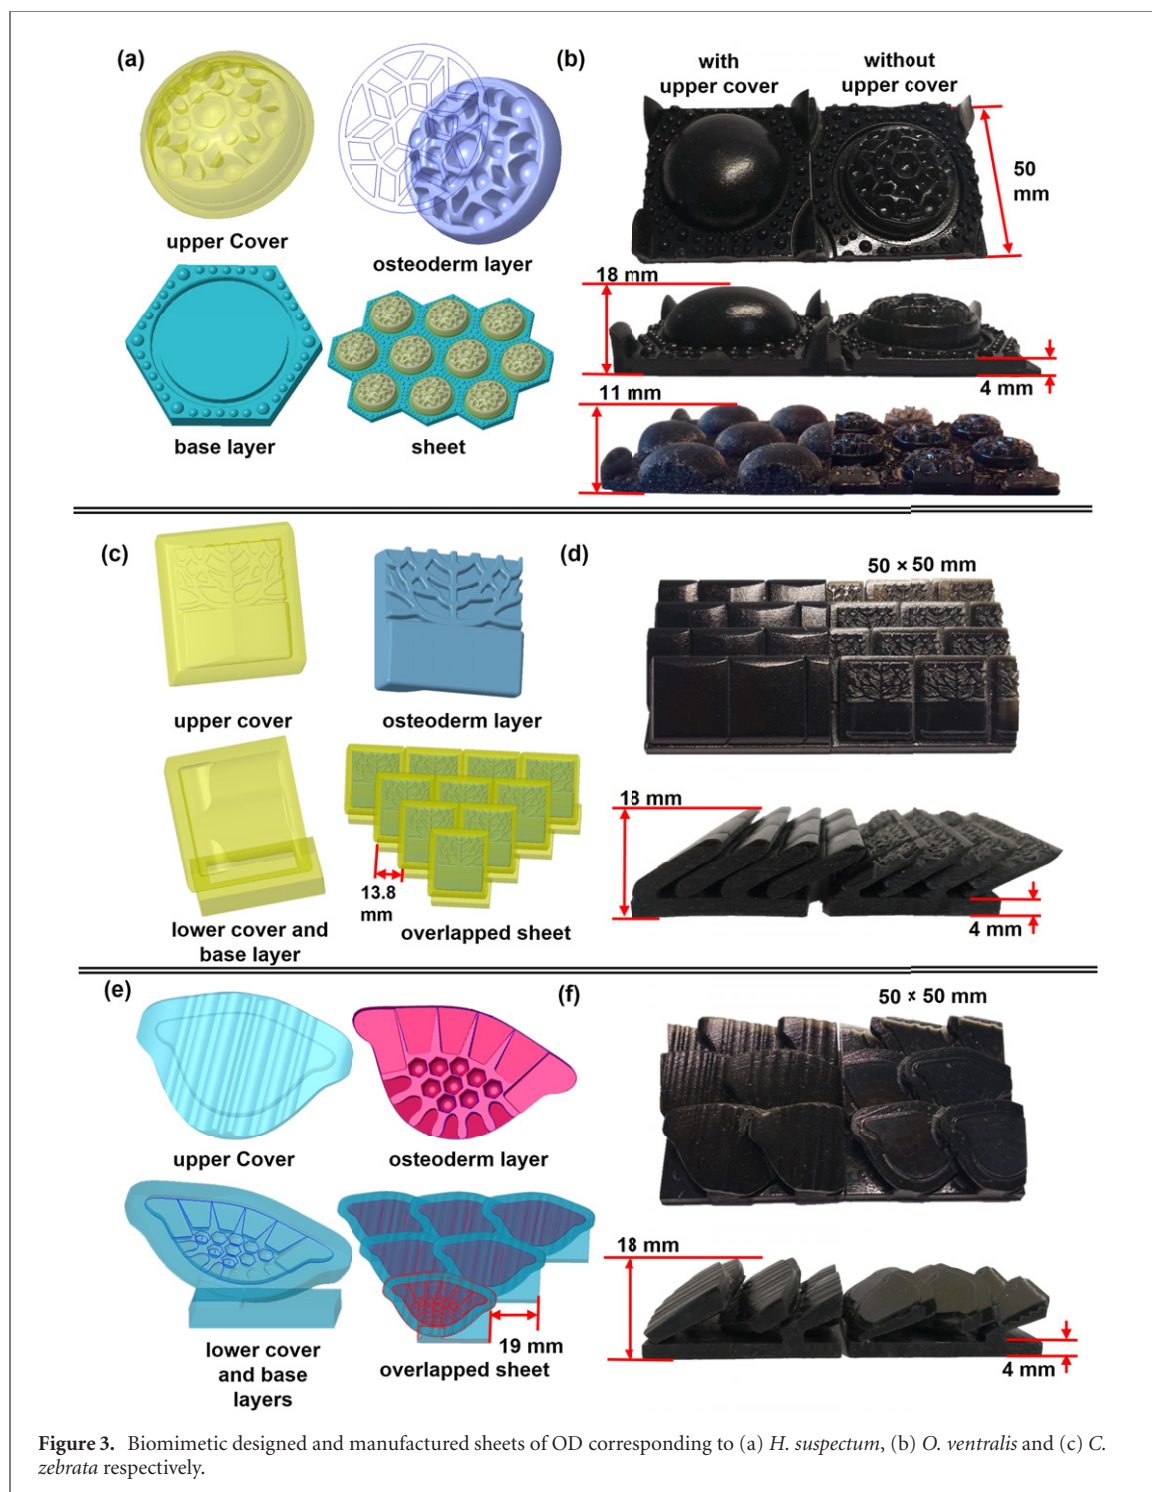 (a)
upper Cover
osteoderm layer
base layer
sheet
(b)
with
upper cover
without
upper cover
50
mm
18 mm
4 mm
11 mm
(c)
upper cover
osteoderm layer
lower cover and
base layer
13.8
mm
overlapped sheet
(d)
50 × 50 mm
18 mm
4 mm
(e)
upper Cover
osteoderm layer
lower cover
and base
layers
19 mm
overlapped sheet
(f)
50 × 50 mm
18 mm
4 mm
Figure 3. Biomimetic designed and manufactured sheets of OD corresponding to (a) H. suspectum, (b) O. ventralis and (c) C.
zebrata respectively.